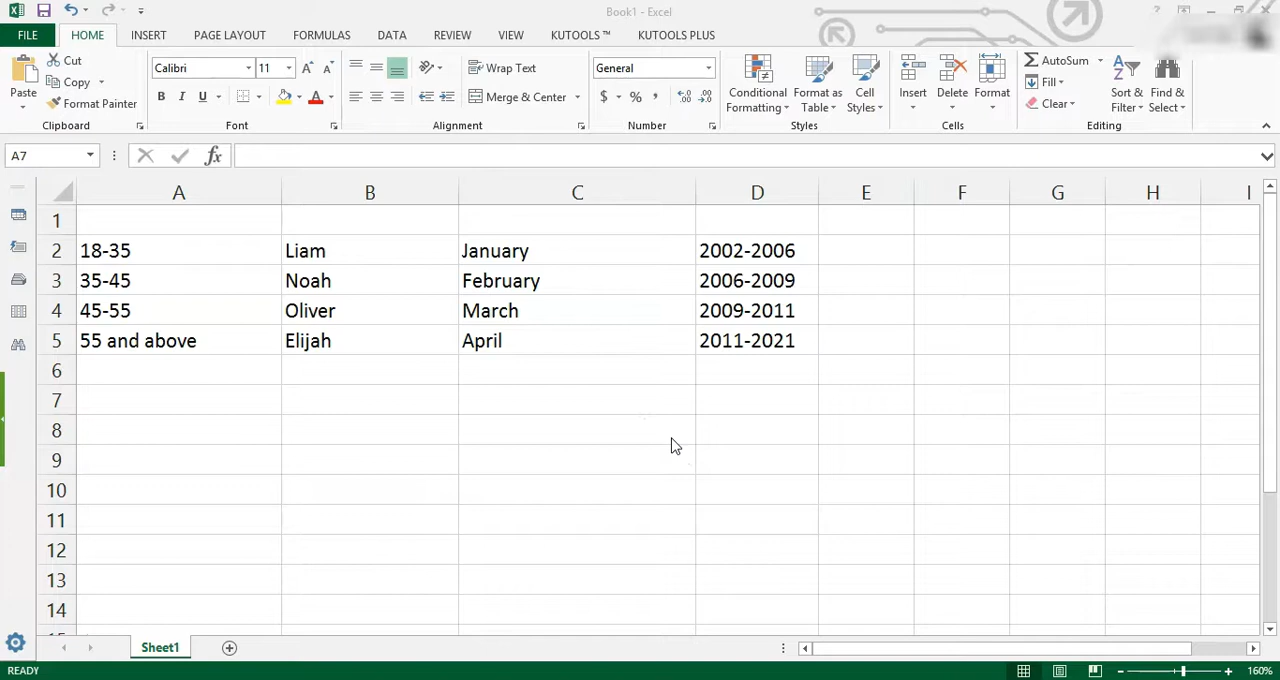 Book1 - Excel
FILE HOME INSERT PAGE LAYOUT FORMULAS DATA REVIEW VIEW KUTOOLS ™ KUTOOLS PLUS
Paste
Cut
Copy
Format Painter
Clipboard
Calibri 11
B I U
Font
Wrap Text
Merge & Center
Alignment
General
$ % ,
Number
Conditional Formatting
Format as Table
Cell Styles
Styles
Insert Delete Format
Cells
AutoSum
Fill
Clear
Sort & Filter
Find & Select
Editing
A7 fx
A B C D E F G H I
1
2 18-35 Liam January 2002-2006
3 35-45 Noah February 2006-2009
4 45-55 Oliver March 2009-2011
5 55 and above Elijah April 2011-2021
6
7
8
9
10
11
12
13
14
Sheet1
READY 160%